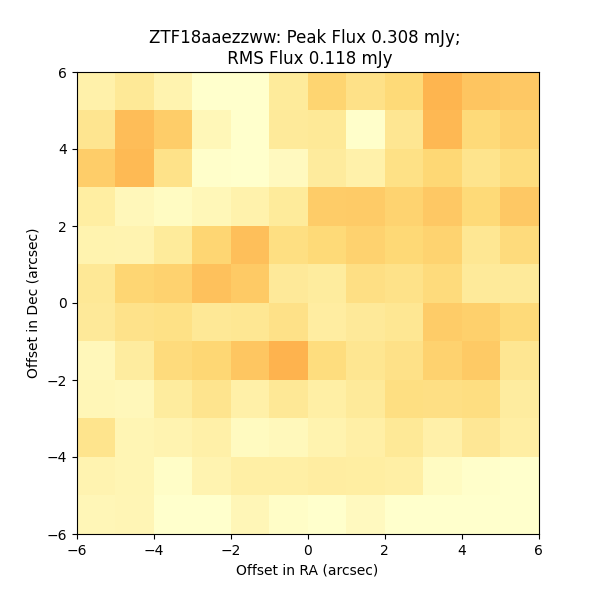 ZTF18aaezzww: Peak Flux 0.308 mJy;
RMS Flux 0.118 mJy
6
4
2
0
−2
−4
−6
Offset in Dec (arcsec)
−6 −4 −2 0 2 4 6
Offset in RA (arcsec)